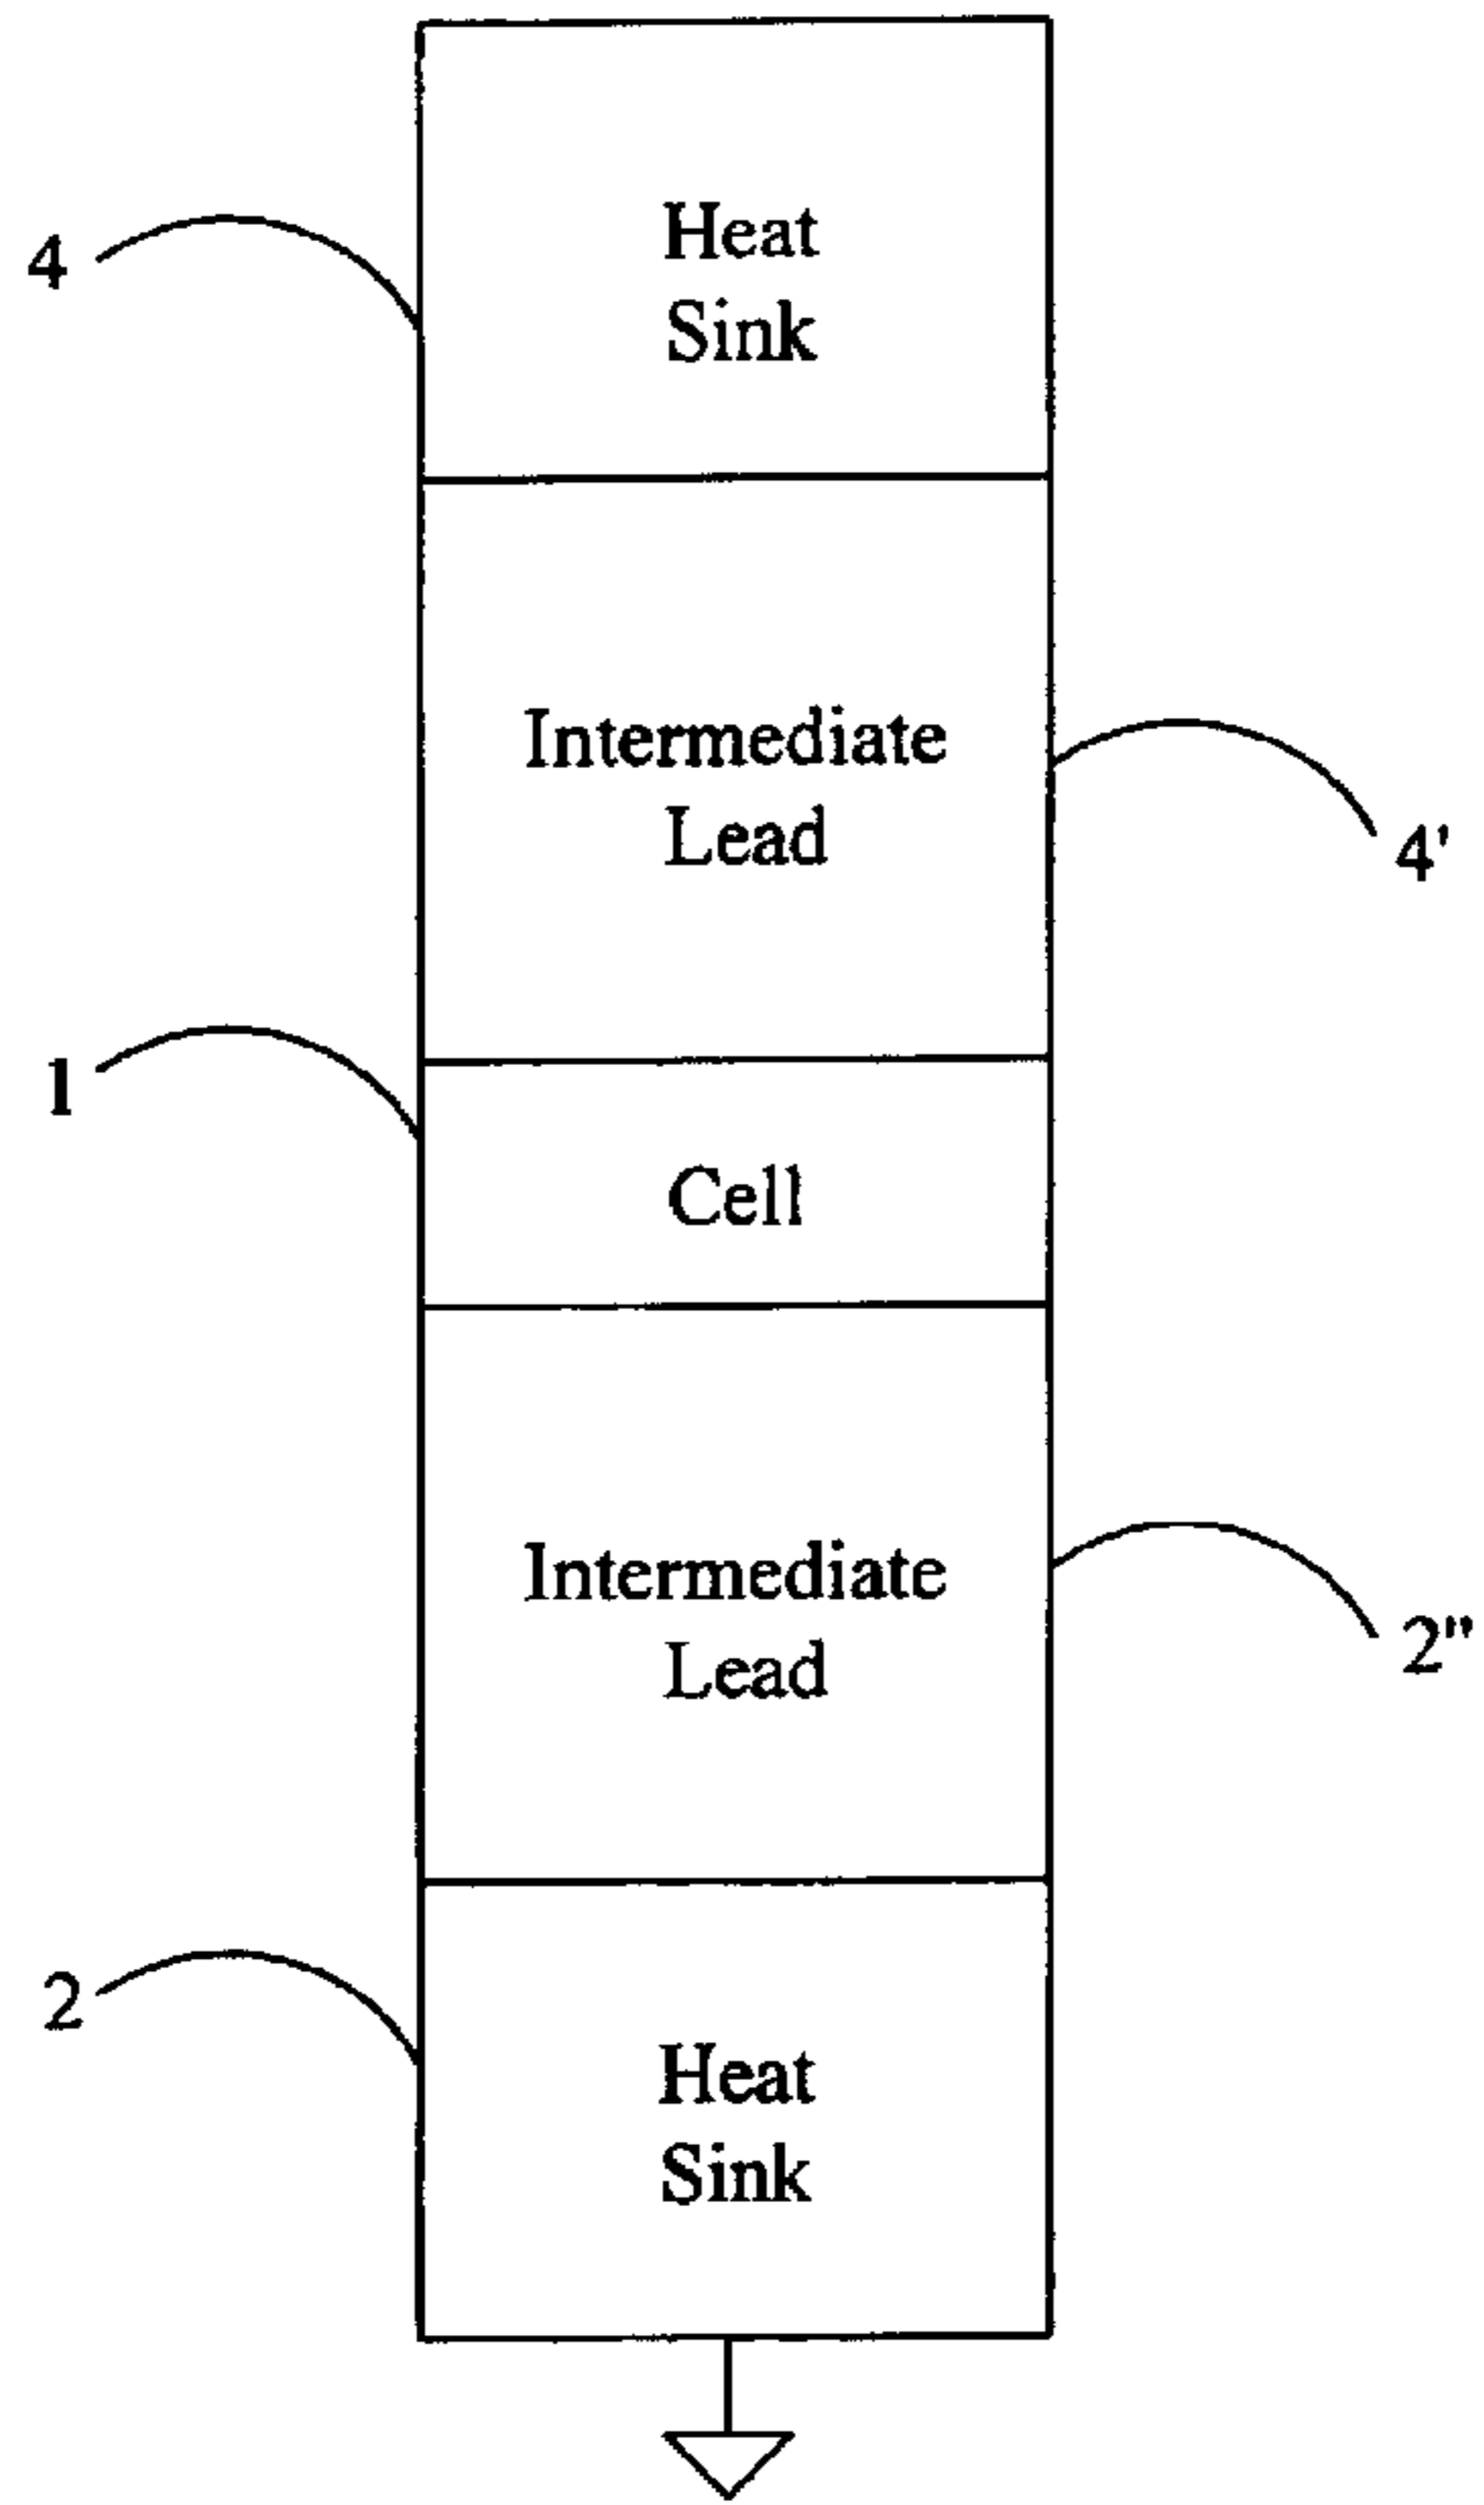 Heat
Sink
4
Intermediate
Lead
4'
1
Cell
Intermediate
Lead
2"
2
Heat
Sink